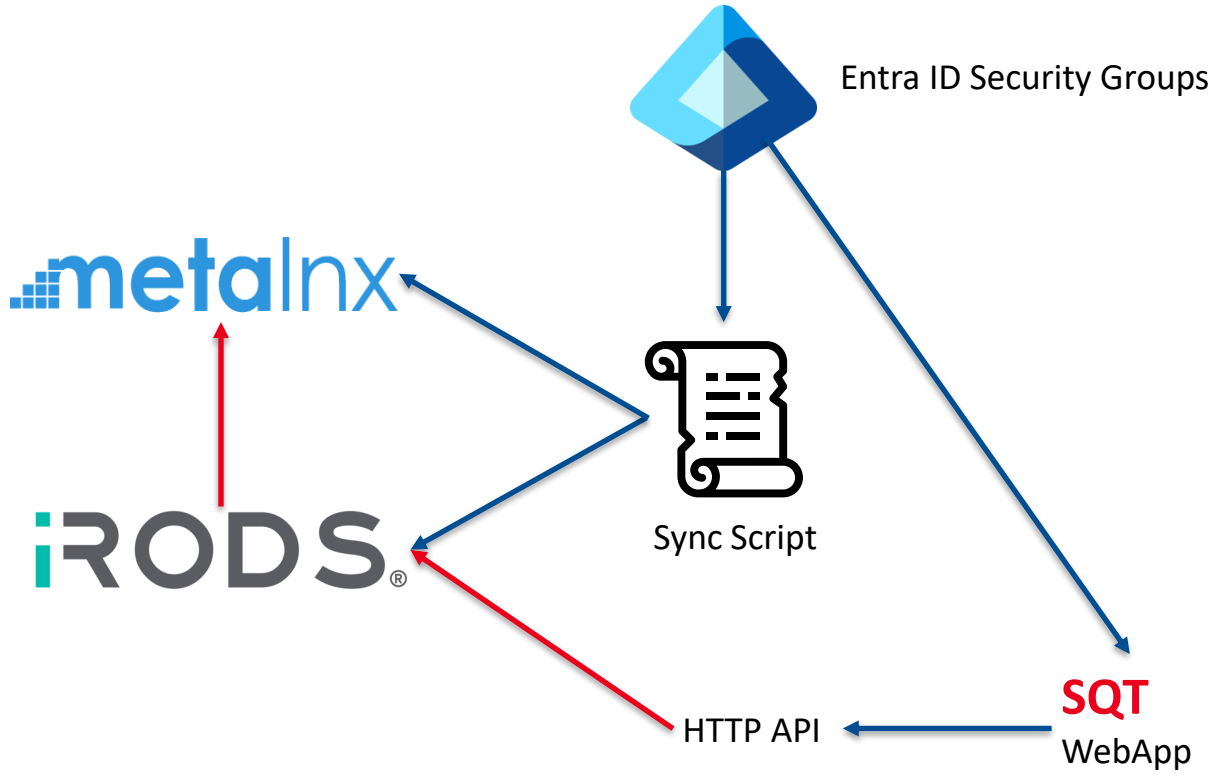 Entra ID Security Groups
metalnx
iRODS®
Sync Script
SQT
HTTP API
WebApp